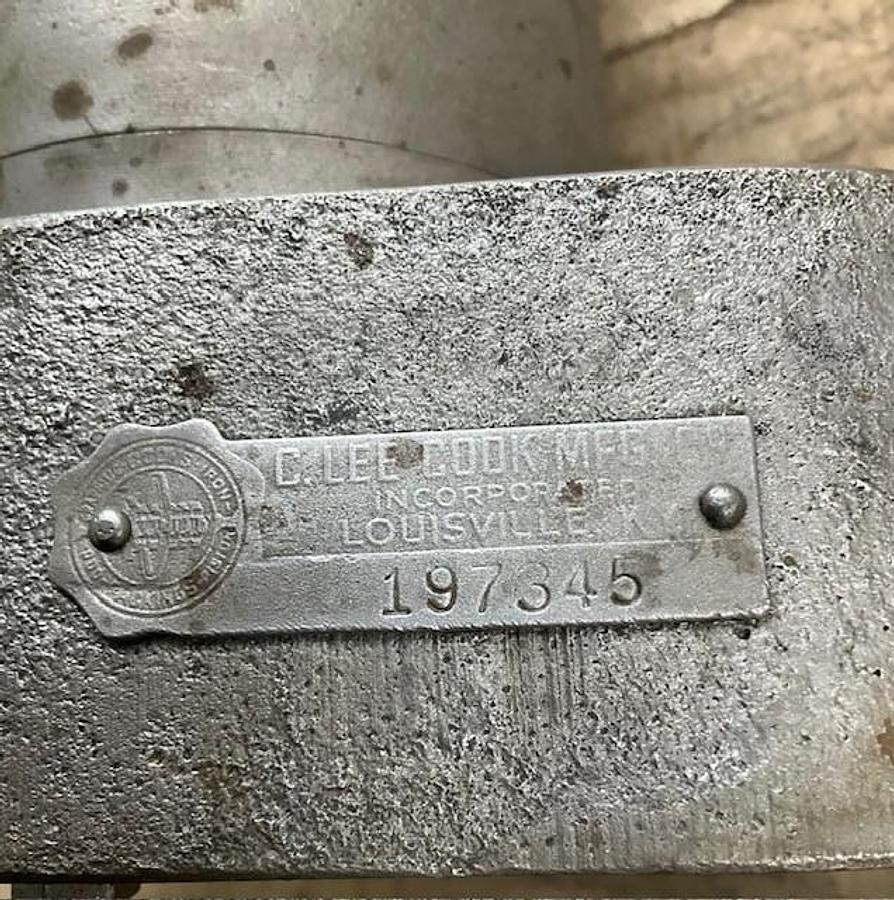 C. LEE COOK MFG. CO.
INCORPORATED
LOUISVILLE, KY.
197345